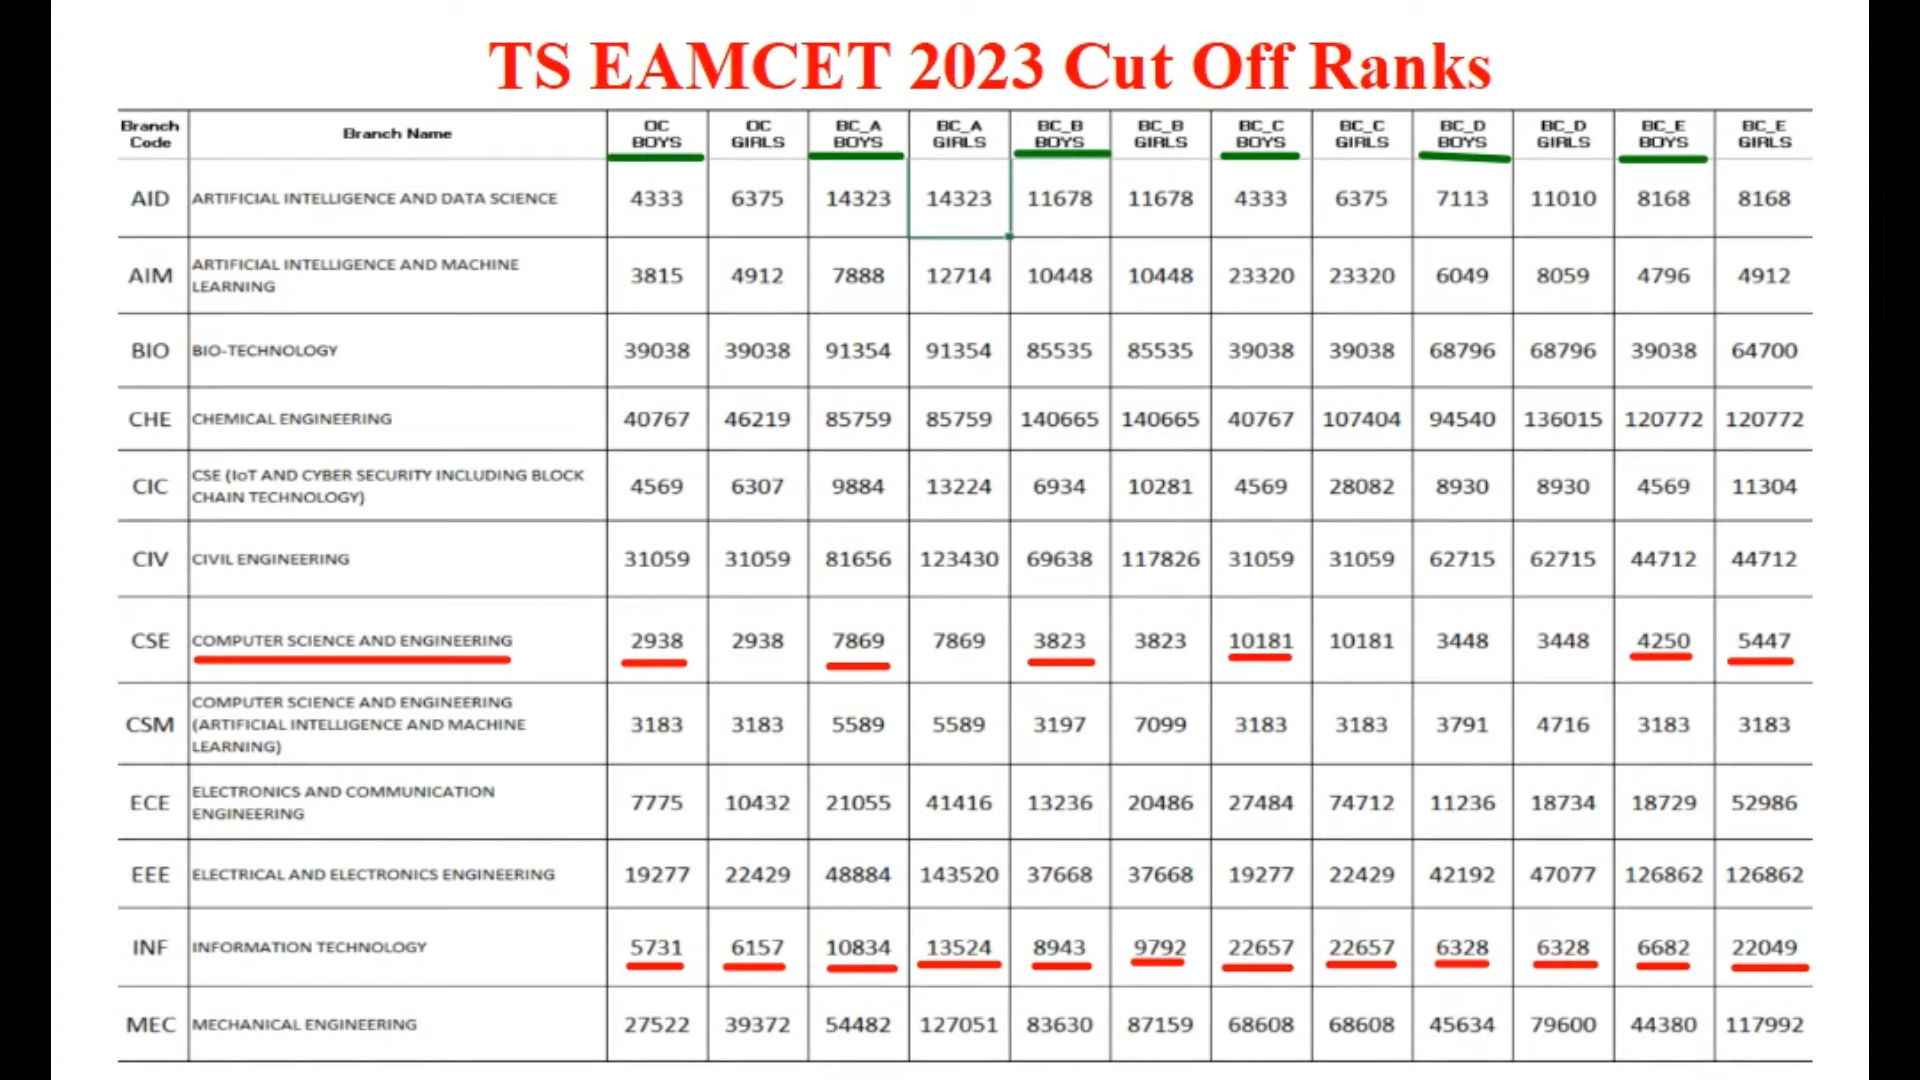 TS EAMCET 2023 Cut Off Ranks
Branch Code Branch Name OC BOYS OC GIRLS BC_A BOYS BC_A GIRLS BC_B BOYS BC_B GIRLS BC_C BOYS BC_C GIRLS BC_D BOYS BC_D GIRLS BC_E BOYS BC_E GIRLS
AID ARTIFICIAL INTELLIGENCE AND DATA SCIENCE 4333 6375 14323 14323 11678 11678 4333 6375 7113 11010 8168 8168
AIM ARTIFICIAL INTELLIGENCE AND MACHINE LEARNING 3815 4912 7888 12714 10448 10448 23320 23320 6049 8059 4796 4912
BIO BIO-TECHNOLOGY 39038 39038 91354 91354 85535 85535 39038 39038 68796 68796 39038 64700
CHE CHEMICAL ENGINEERING 40767 46219 85759 85759 140665 140665 40767 107404 94540 136015 120772 120772
CIC CSE (IoT AND CYBER SECURITY INCLUDING BLOCK CHAIN TECHNOLOGY) 4569 6307 9884 13224 6934 10281 4569 28082 8930 8930 4569 11304
CIV CIVIL ENGINEERING 31059 31059 81656 123430 69638 117826 31059 31059 62715 62715 44712 44712
CSE COMPUTER SCIENCE AND ENGINEERING 2938 2938 7869 7869 3823 3823 10181 10181 3448 3448 4250 5447
CSM COMPUTER SCIENCE AND ENGINEERING (ARTIFICIAL INTELLIGENCE AND MACHINE LEARNING) 3183 3183 5589 5589 3197 7099 3183 3183 3791 4716 3183 3183
ECE ELECTRONICS AND COMMUNICATION ENGINEERING 7775 10432 21055 41416 13236 20486 27484 74712 11236 18734 18729 52986
EEE ELECTRICAL AND ELECTRONICS ENGINEERING 19277 22429 48884 143520 37668 37668 19277 22429 42192 47077 126862 126862
INF INFORMATION TECHNOLOGY 5731 6157 10834 13524 8943 9792 22657 22657 6328 6328 6682 22049
MEC MECHANICAL ENGINEERING 27522 39372 54482 127051 83630 87159 68608 68608 45634 79600 44380 117992